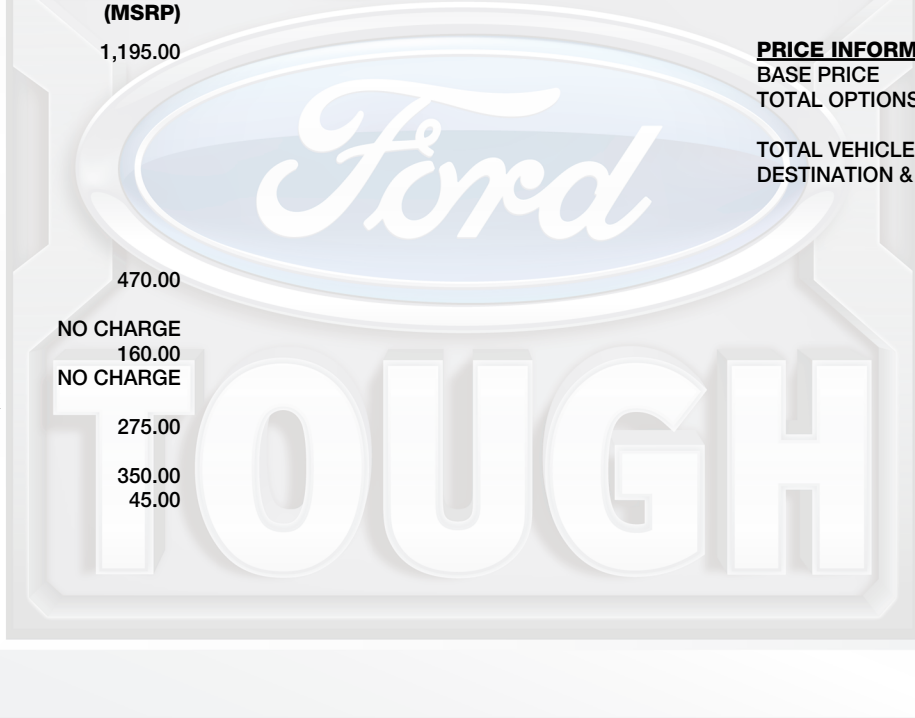 (MSRP)
1,195.00
470.00
NO CHARGE
160.00
NO CHARGE
275.00
350.00
45.00
PRICE INFORM
BASE PRICE
TOTAL OPTIONS
TOTAL VEHICLE
DESTINATION &
Ford
TOUGH